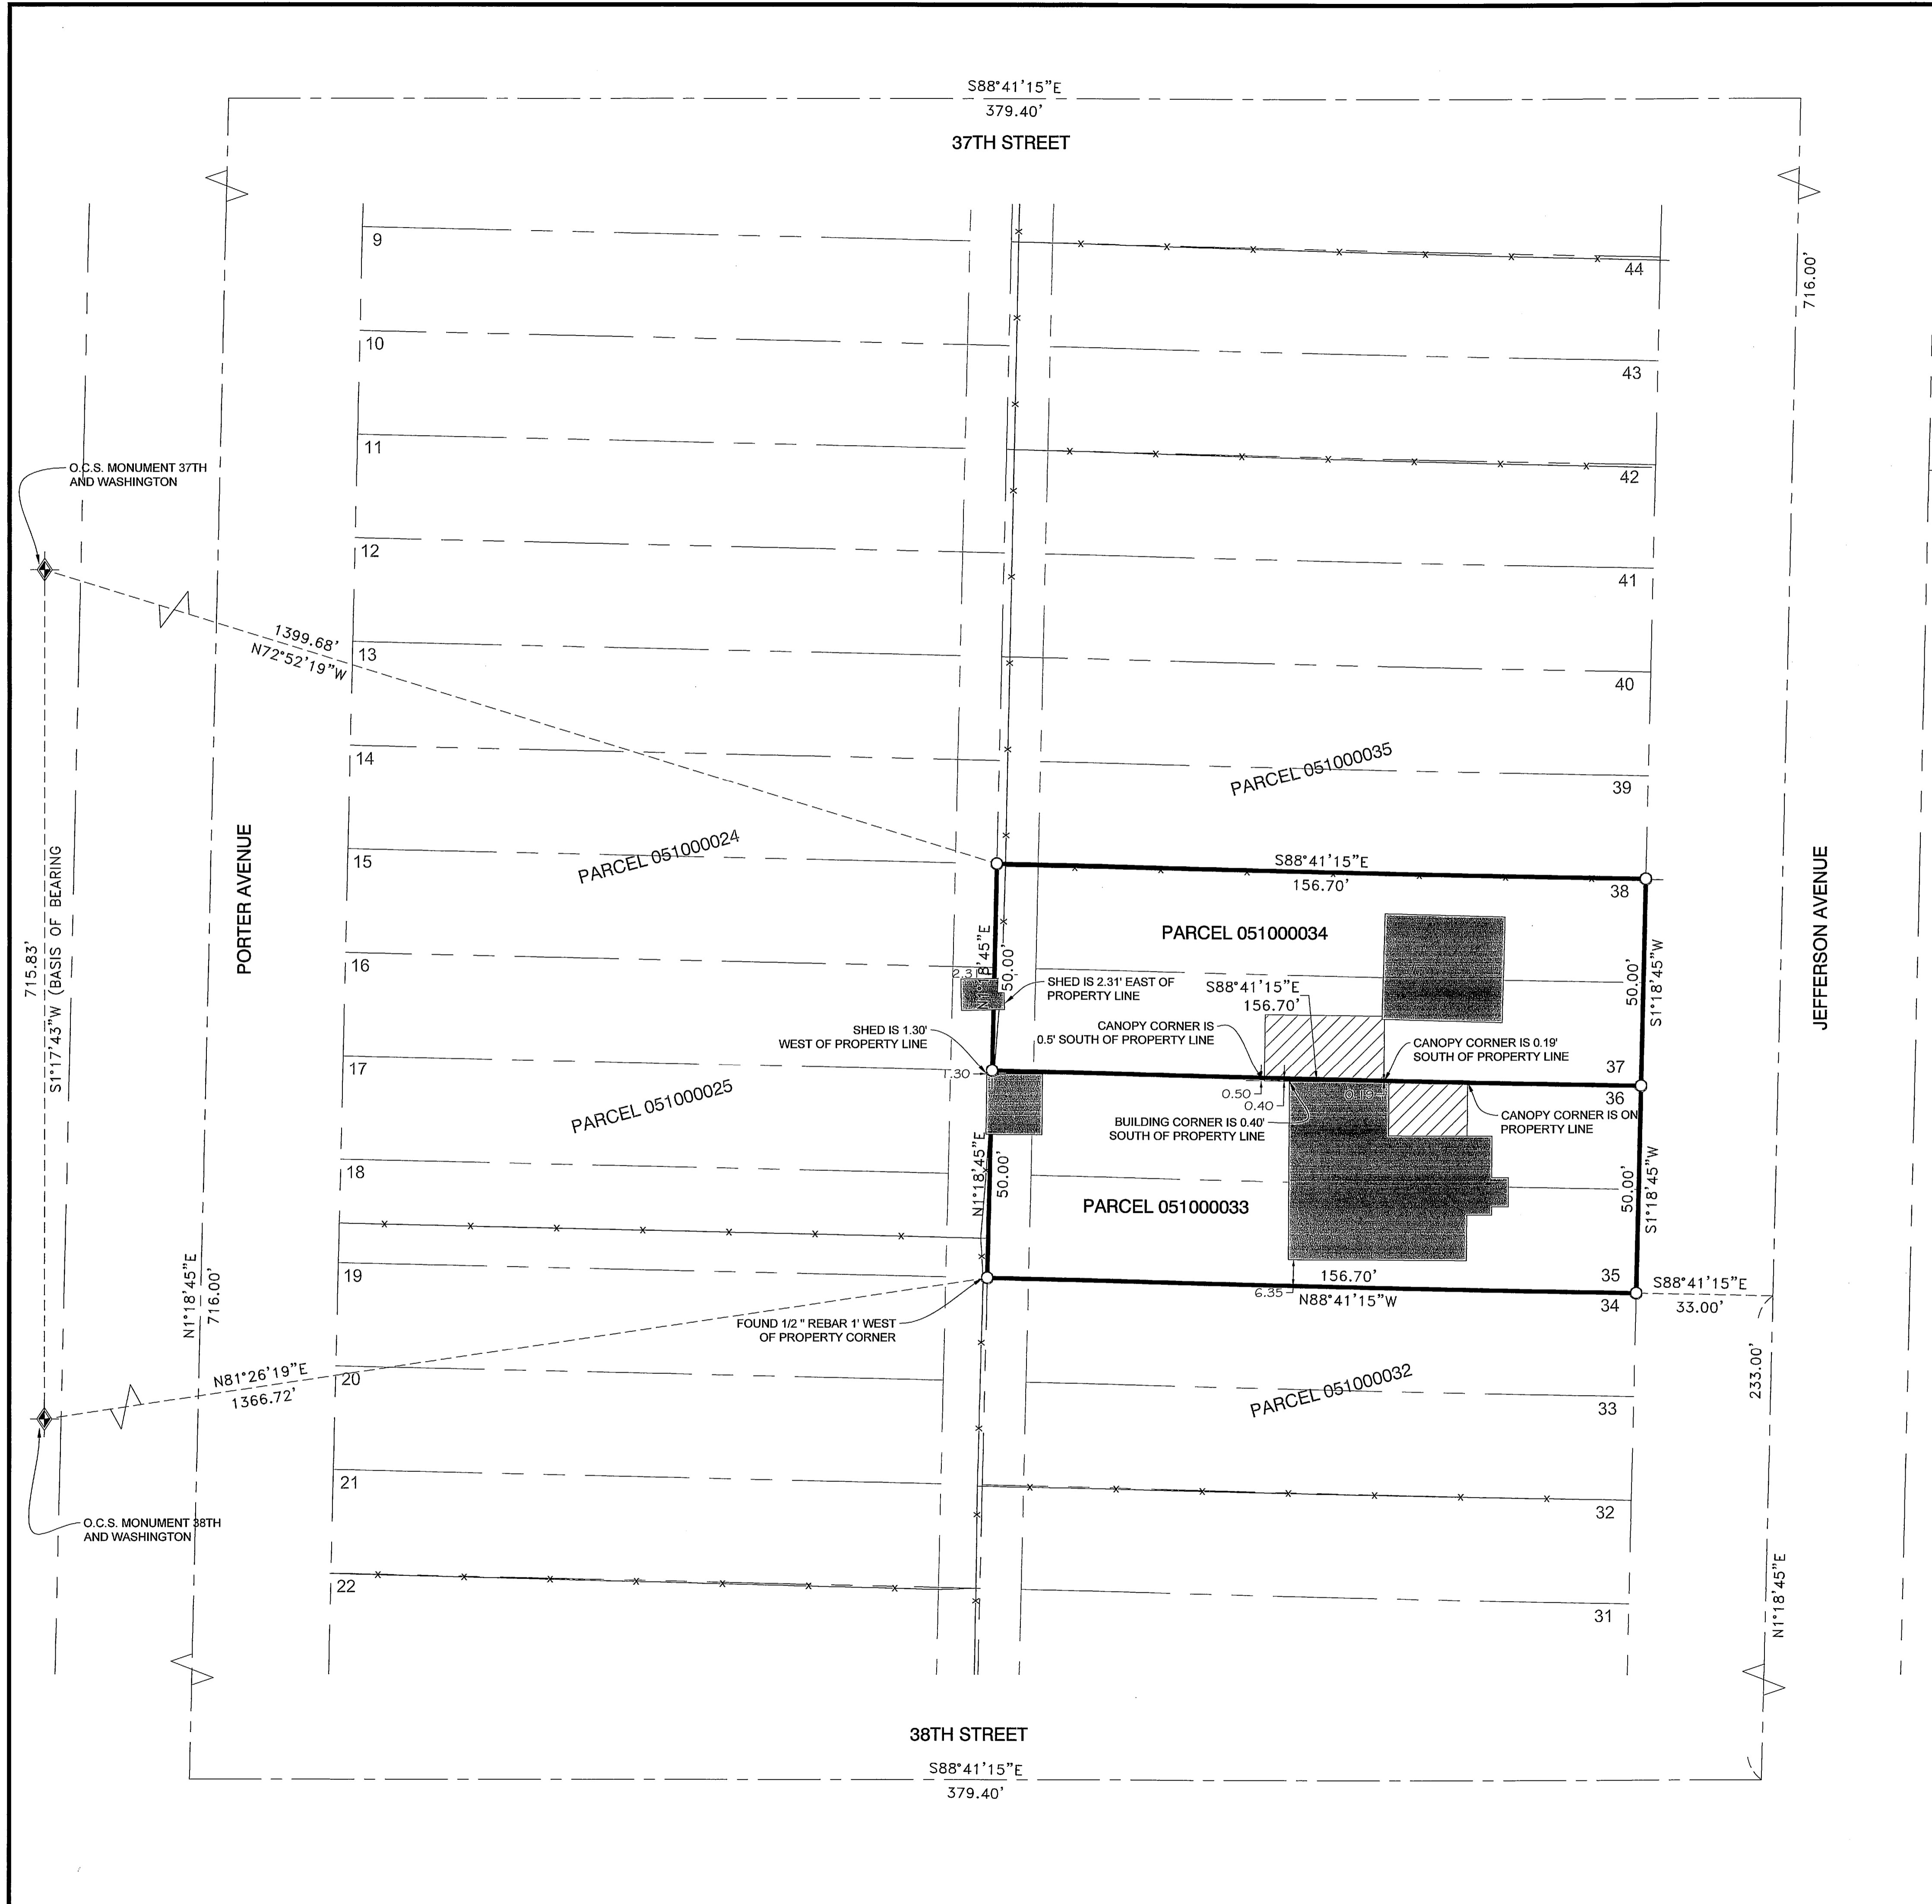 S88°41'15"E
379.40'
37TH STREET
716.00'
9
44
10
43
11
42
O.C.S. MONUMENT 37TH
AND WASHINGTON
12
41
1399.68'
N72°52'19"W
13
40
14
PARCEL 051000035
39
PORTER AVENUE
15
PARCEL 051000024
S88°41'15"E
156.70'
38
JEFFERSON AVENUE
715.83'
S1°17'43"W (BASIS OF BEARING
PARCEL 051000034
16
50.00'
SHED IS 2.31' EAST OF
PROPERTY LINE
S88°41'15"E
156.70'
50.00'
S1°18'45"W
SHED IS 1.30'
WEST OF PROPERTY LINE
CANOPY CORNER IS
0.5' SOUTH OF PROPERTY LINE
CANOPY CORNER IS 0.19'
SOUTH OF PROPERTY LINE
17
37
1.30
0.50
0.40
0.19
36
PARCEL 051000025
BUILDING CORNER IS 0.40'
SOUTH OF PROPERTY LINE
CANOPY CORNER IS ON
PROPERTY LINE
18
N1°18'45"E
50.00'
PARCEL 051000033
50.00'
S1°18'45"W
N1°18'45"E
716.00'
19
156.70'
N88°41'15"W
6.35
35
34
S88°41'15"E
33.00'
FOUND 1/2" REBAR 1' WEST
OF PROPERTY CORNER
N81°26'19"E
1366.72'
20
PARCEL 051000032
33
233.00'
21
32
O.C.S. MONUMENT 38TH
AND WASHINGTON
22
31
N1°18'45"E
38TH STREET
S88°41'15"E
379.40'